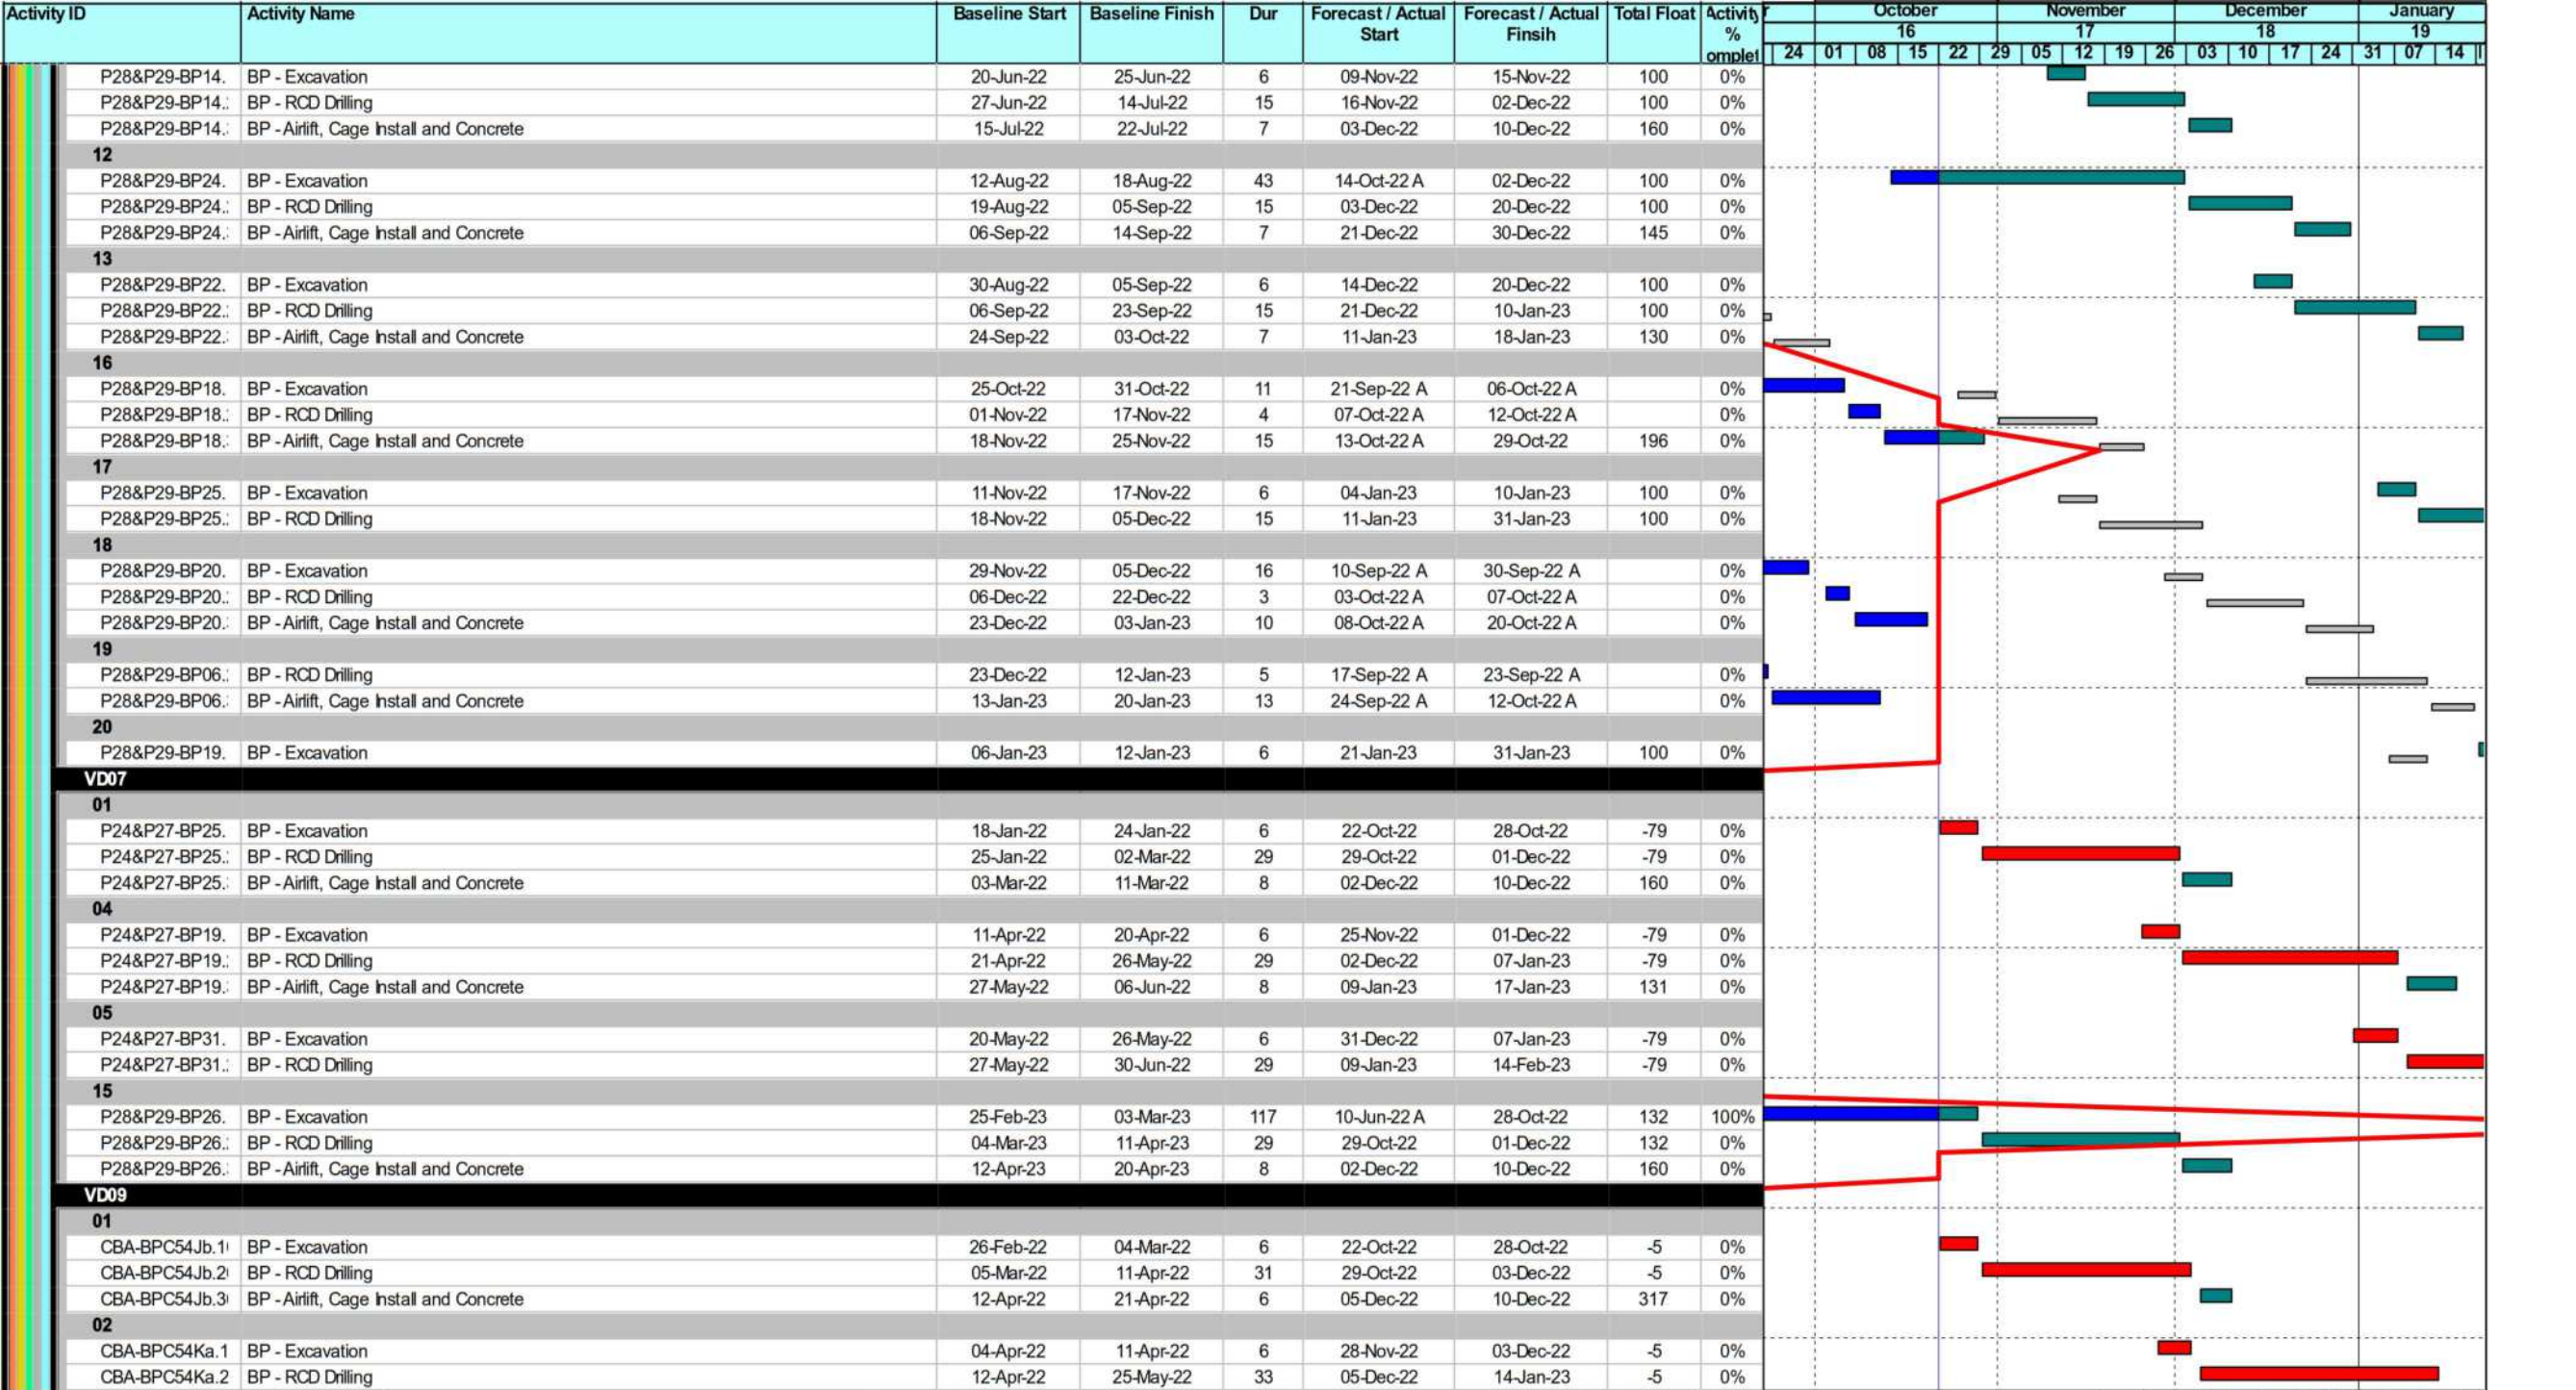 Activity ID Activity Name Baseline Start Baseline Finish Dur Forecast / Actual Start Forecast / Actual Finsih Total Float Activity % omplet
October November December January
16 17 18 19
24 01 08 15 22 29 05 12 19 26 03 10 17 24 31 07 14
P28&P29-BP14. BP - Excavation 20-Jun-22 25-Jun-22 6 09-Nov-22 15-Nov-22 100 0%
P28&P29-BP14. BP - RCD Drilling 27-Jun-22 14-Jul-22 15 16-Nov-22 02-Dec-22 100 0%
P28&P29-BP14. BP - Airlift, Cage Install and Concrete 15-Jul-22 22-Jul-22 7 03-Dec-22 10-Dec-22 160 0%
12
P28&P29-BP24. BP - Excavation 12-Aug-22 18-Aug-22 43 14-Oct-22 A 02-Dec-22 100 0%
P28&P29-BP24. BP - RCD Drilling 19-Aug-22 05-Sep-22 15 03-Dec-22 20-Dec-22 100 0%
P28&P29-BP24. BP - Airlift, Cage Install and Concrete 06-Sep-22 14-Sep-22 7 21-Dec-22 30-Dec-22 145 0%
13
P28&P29-BP22. BP - Excavation 30-Aug-22 05-Sep-22 6 14-Dec-22 20-Dec-22 100 0%
P28&P29-BP22. BP - RCD Drilling 06-Sep-22 23-Sep-22 15 21-Dec-22 10-Jan-23 100 0%
P28&P29-BP22. BP - Airlift, Cage Install and Concrete 24-Sep-22 03-Oct-22 7 11-Jan-23 18-Jan-23 130 0%
16
P28&P29-BP18. BP - Excavation 25-Oct-22 31-Oct-22 11 21-Sep-22 A 06-Oct-22 A 0%
P28&P29-BP18. BP - RCD Drilling 01-Nov-22 17-Nov-22 4 07-Oct-22 A 12-Oct-22 A 0%
P28&P29-BP18. BP - Airlift, Cage Install and Concrete 18-Nov-22 25-Nov-22 15 13-Oct-22 A 29-Oct-22 196 0%
17
P28&P29-BP25. BP - Excavation 11-Nov-22 17-Nov-22 6 04-Jan-23 10-Jan-23 100 0%
P28&P29-BP25. BP - RCD Drilling 18-Nov-22 05-Dec-22 15 11-Jan-23 31-Jan-23 100 0%
18
P28&P29-BP20. BP - Excavation 29-Nov-22 05-Dec-22 16 10-Sep-22 A 30-Sep-22 A 0%
P28&P29-BP20. BP - RCD Drilling 06-Dec-22 22-Dec-22 3 03-Oct-22 A 07-Oct-22 A 0%
P28&P29-BP20. BP - Airlift, Cage Install and Concrete 23-Dec-22 03-Jan-23 10 08-Oct-22 A 20-Oct-22 A 0%
19
P28&P29-BP06. BP - RCD Drilling 23-Dec-22 12-Jan-23 5 17-Sep-22 A 23-Sep-22 A 0%
P28&P29-BP06. BP - Airlift, Cage Install and Concrete 13-Jan-23 20-Jan-23 13 24-Sep-22 A 12-Oct-22 A 0%
20
P28&P29-BP19. BP - Excavation 06-Jan-23 12-Jan-23 6 21-Jan-23 31-Jan-23 100 0%
VD07
01
P24&P27-BP25. BP - Excavation 18-Jan-22 24-Jan-22 6 22-Oct-22 28-Oct-22 -79 0%
P24&P27-BP25. BP - RCD Drilling 25-Jan-22 02-Mar-22 29 29-Oct-22 01-Dec-22 -79 0%
P24&P27-BP25. BP - Airlift, Cage Install and Concrete 03-Mar-22 11-Mar-22 8 02-Dec-22 10-Dec-22 160 0%
04
P24&P27-BP19. BP - Excavation 11-Apr-22 20-Apr-22 6 25-Nov-22 01-Dec-22 -79 0%
P24&P27-BP19. BP - RCD Drilling 21-Apr-22 26-May-22 29 02-Dec-22 07-Jan-23 -79 0%
P24&P27-BP19. BP - Airlift, Cage Install and Concrete 27-May-22 06-Jun-22 8 09-Jan-23 17-Jan-23 131 0%
05
P24&P27-BP31. BP - Excavation 20-May-22 26-May-22 6 31-Dec-22 07-Jan-23 -79 0%
P24&P27-BP31. BP - RCD Drilling 27-May-22 30-Jun-22 29 09-Jan-23 14-Feb-23 -79 0%
15
P28&P29-BP26. BP - Excavation 25-Feb-23 03-Mar-23 117 10-Jun-22 A 28-Oct-22 132 100%
P28&P29-BP26. BP - RCD Drilling 04-Mar-23 11-Apr-23 29 29-Oct-22 01-Dec-22 132 0%
P28&P29-BP26. BP - Airlift, Cage Install and Concrete 12-Apr-23 20-Apr-23 8 02-Dec-22 10-Dec-22 160 0%
VD09
01
CBA-BPC54Jb.1 BP - Excavation 26-Feb-22 04-Mar-22 6 22-Oct-22 28-Oct-22 -5 0%
CBA-BPC54Jb.2 BP - RCD Drilling 05-Mar-22 11-Apr-22 31 29-Oct-22 03-Dec-22 -5 0%
CBA-BPC54Jb.3 BP - Airlift, Cage Install and Concrete 12-Apr-22 21-Apr-22 6 05-Dec-22 10-Dec-22 317 0%
02
CBA-BPC54Ka.1 BP - Excavation 04-Apr-22 11-Apr-22 6 28-Nov-22 03-Dec-22 -5 0%
CBA-BPC54Ka.2 BP - RCD Drilling 12-Apr-22 25-May-22 33 05-Dec-22 14-Jan-23 -5 0%